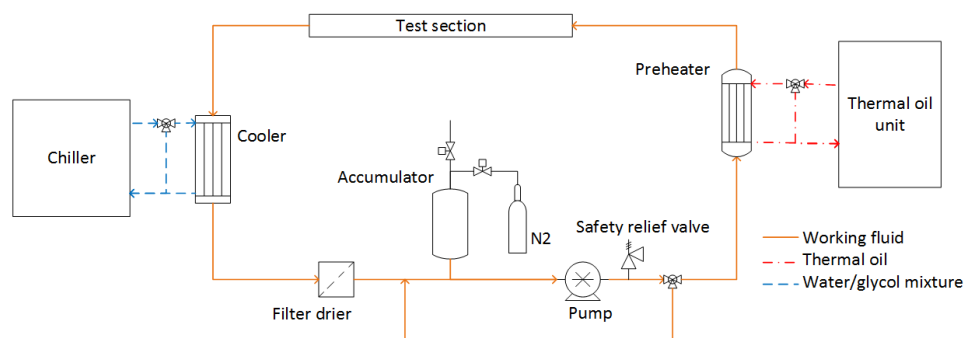 Test section
Preheater
Thermal oil
unit
Chiller
Cooler
Accumulator
N2
Safety relief valve
Filter drier
Pump
Working fluid
Thermal oil
Water/glycol mixture